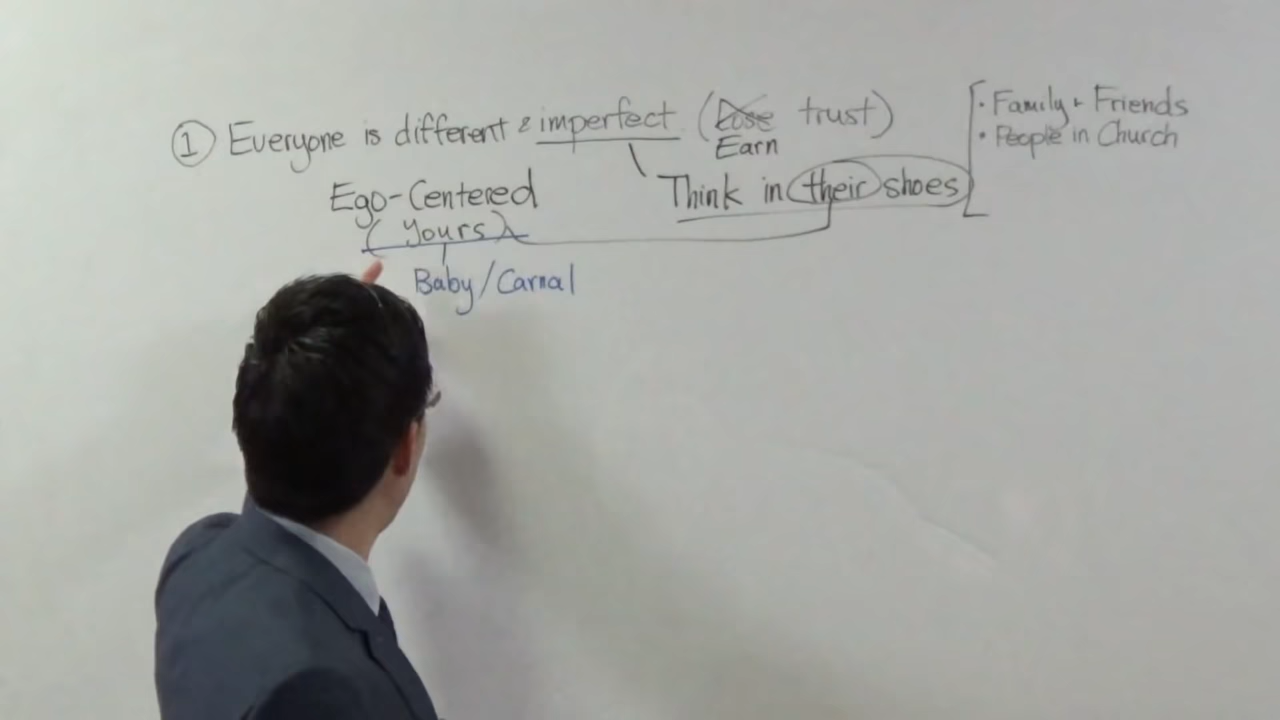 ① Everyone is different & imperfect (Lose trust)
Earn
Ego-Centered
(Yours)
Think in their shoes
Baby/Carnal
· Family + Friends
· People in Church